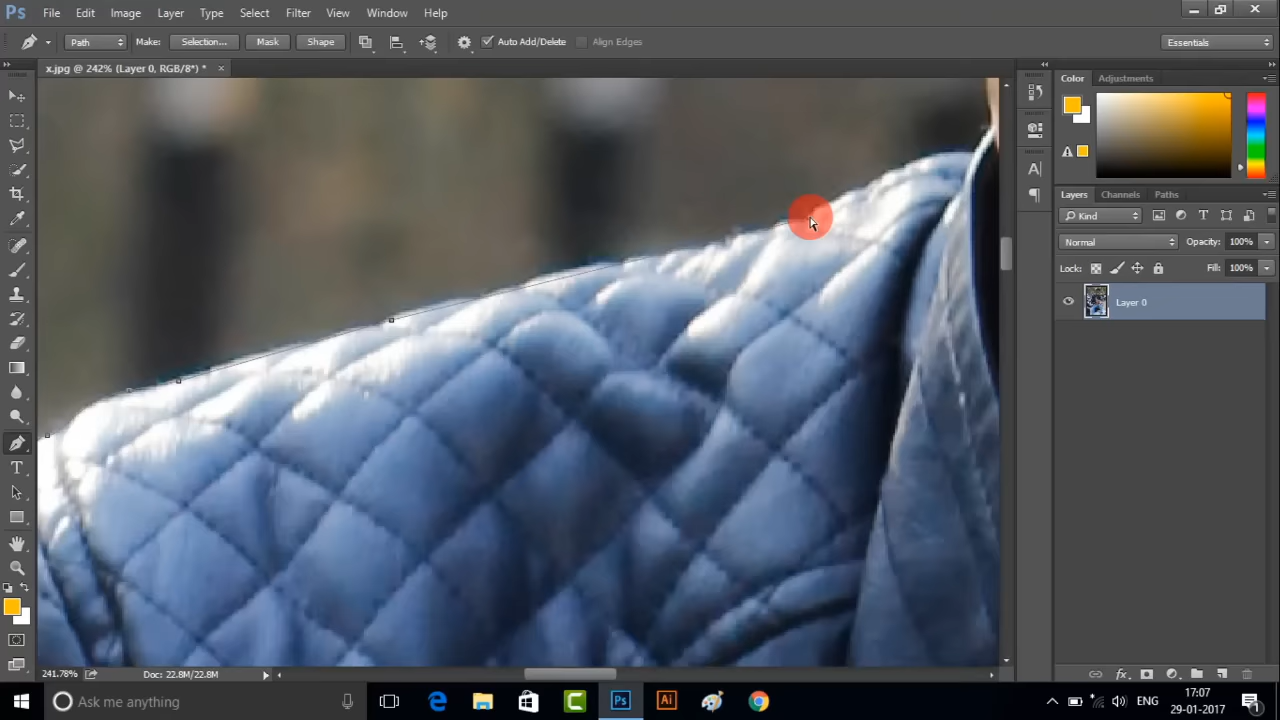 Ps File Edit Image Layer Type Select Filter View Window Help
Path Make: Selection... Mask Shape Auto Add/Delete Align Edges Essentials
x.jpg @ 242% (Layer 0, RGB/8*) * ×
Color Adjustments
Layers Channels Paths
Kind
Normal Opacity: 100%
Lock: Fill: 100%
Layer 0
241.78% Doc: 22.8M/22.8M
Ask me anything
Ps Ai
ENG
17:07
29-01-2017